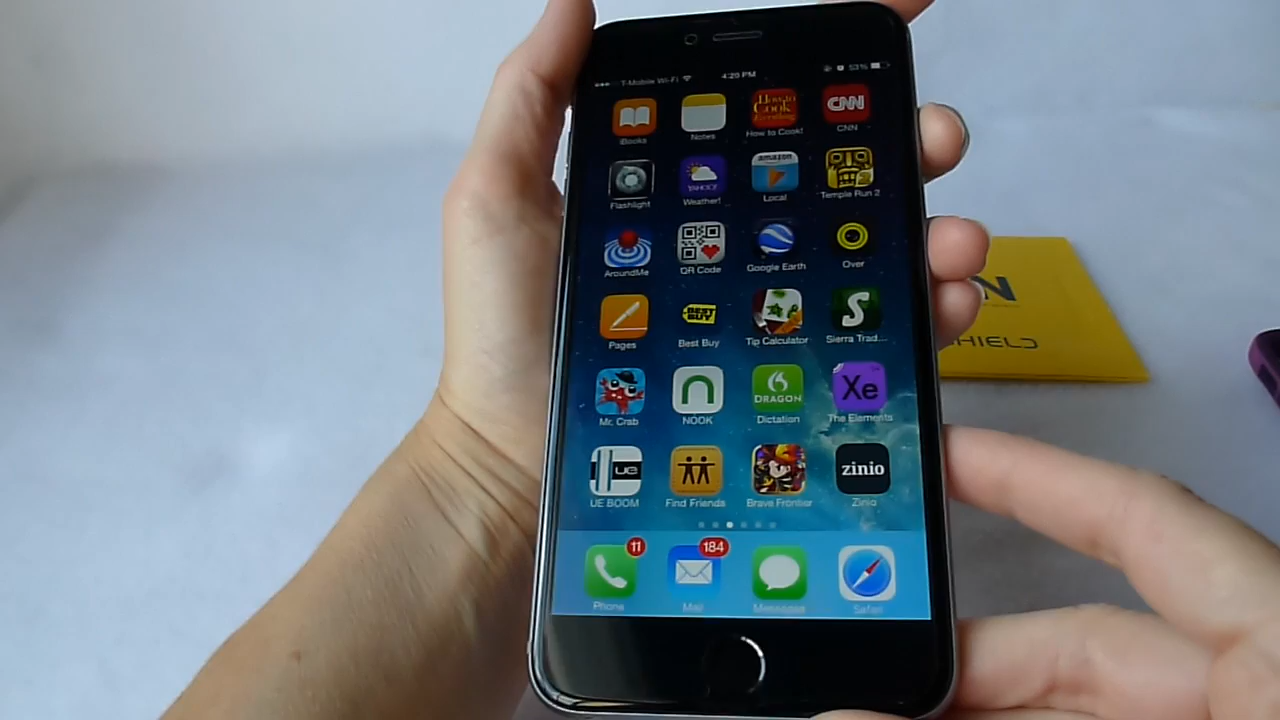 T-Mobile Wi-Fi 4:20 PM 53%
How to Cook Everything CNN
iBooks Notes How to Cook! CNN
YAHOO! amazon 2
Flashlight Weather! Local Temple Run 2
AroundMe QR Code Google Earth Over
BEST BUY S
Pages Best Buy Tip Calculator Sierra Trad...
n DRAGON Xe
Mr. Crab NOOK Dictation The Elements
UE zinio
UE BOOM Find Friends Brave Frontier Zinio
11 184
Phone Mail Messages Safari
N
HIELD